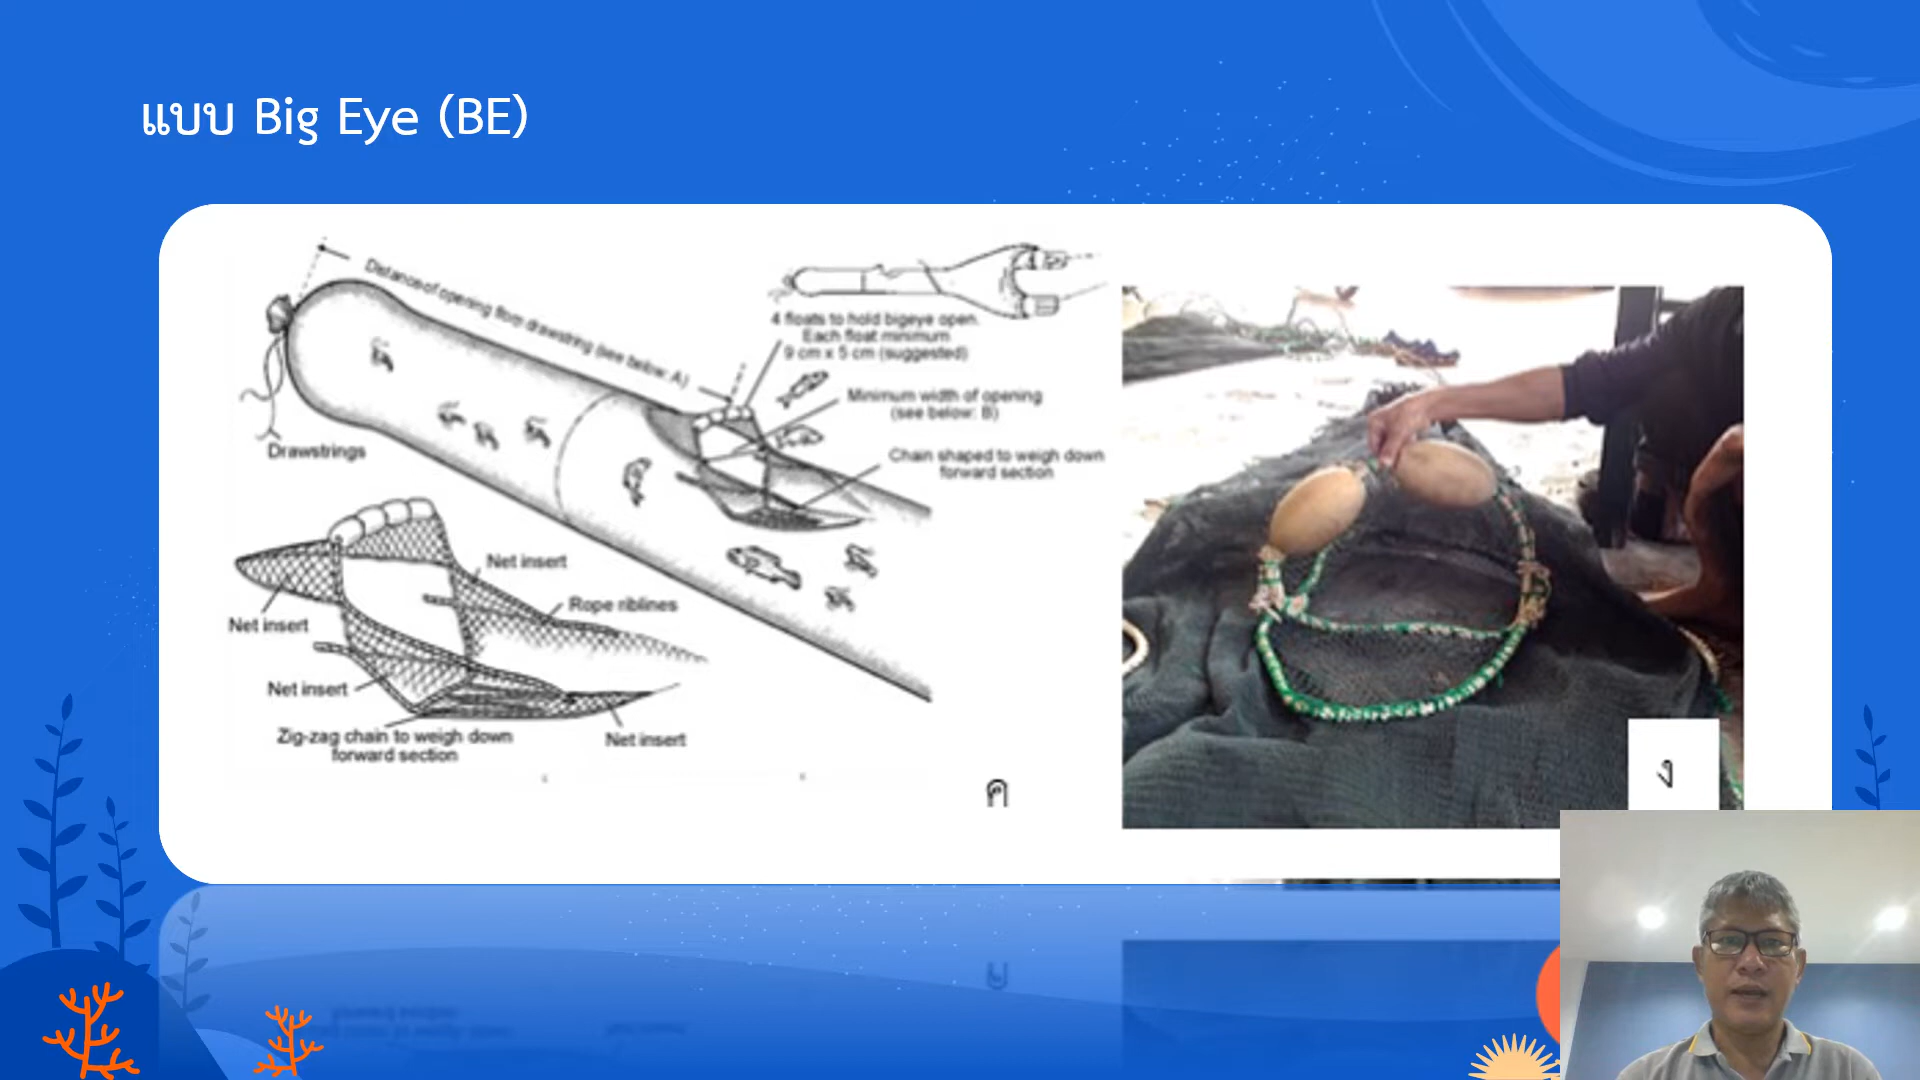 แบบ Big Eye (BE)
Distance of opening from drawstring (see below: A)
4 floats to hold bigeye open.
Each float minimum
9 cm x 5 cm (suggested)
Minimum width of opening
(see below: B)
Chain shaped to weigh down
forward section
Drawstrings
Net insert
Rope riblines
Net insert
Net insert
Zig-zag chain to weigh down
forward section
Net insert
ค
ง